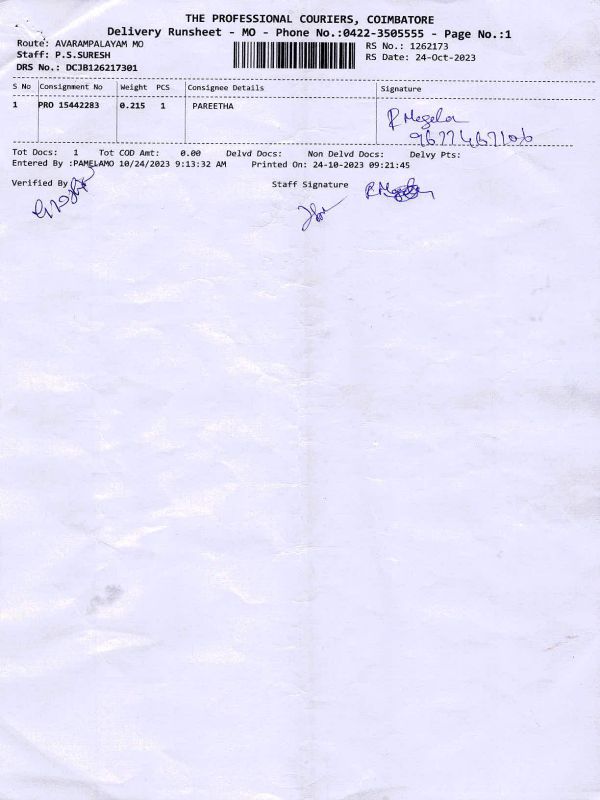 THE PROFESSIONAL COURIERS, COIMBATORE
Delivery Runsheet - MO - Phone No.:0422-3505555 - Page No.:1
Route: AVARAMPALAYAM MO RS No.: 1262173
Staff: P.S.SURESH RS Date: 24-Oct-2023
DRS No.: DCJB126217301
S No Consignment No Weight PCS Consignee Details Signature
1 PRO 15442283 0.215 1 PAREETHA
Tot Docs: 1 Tot COD Amt: 0.00 Delvd Docs: Non Delvd Docs: Delvy Pts:
Entered By :PAMELAMO 10/24/2023 9:13:32 AM Printed On: 24-10-2023 09:21:45
Verified By Staff Signature